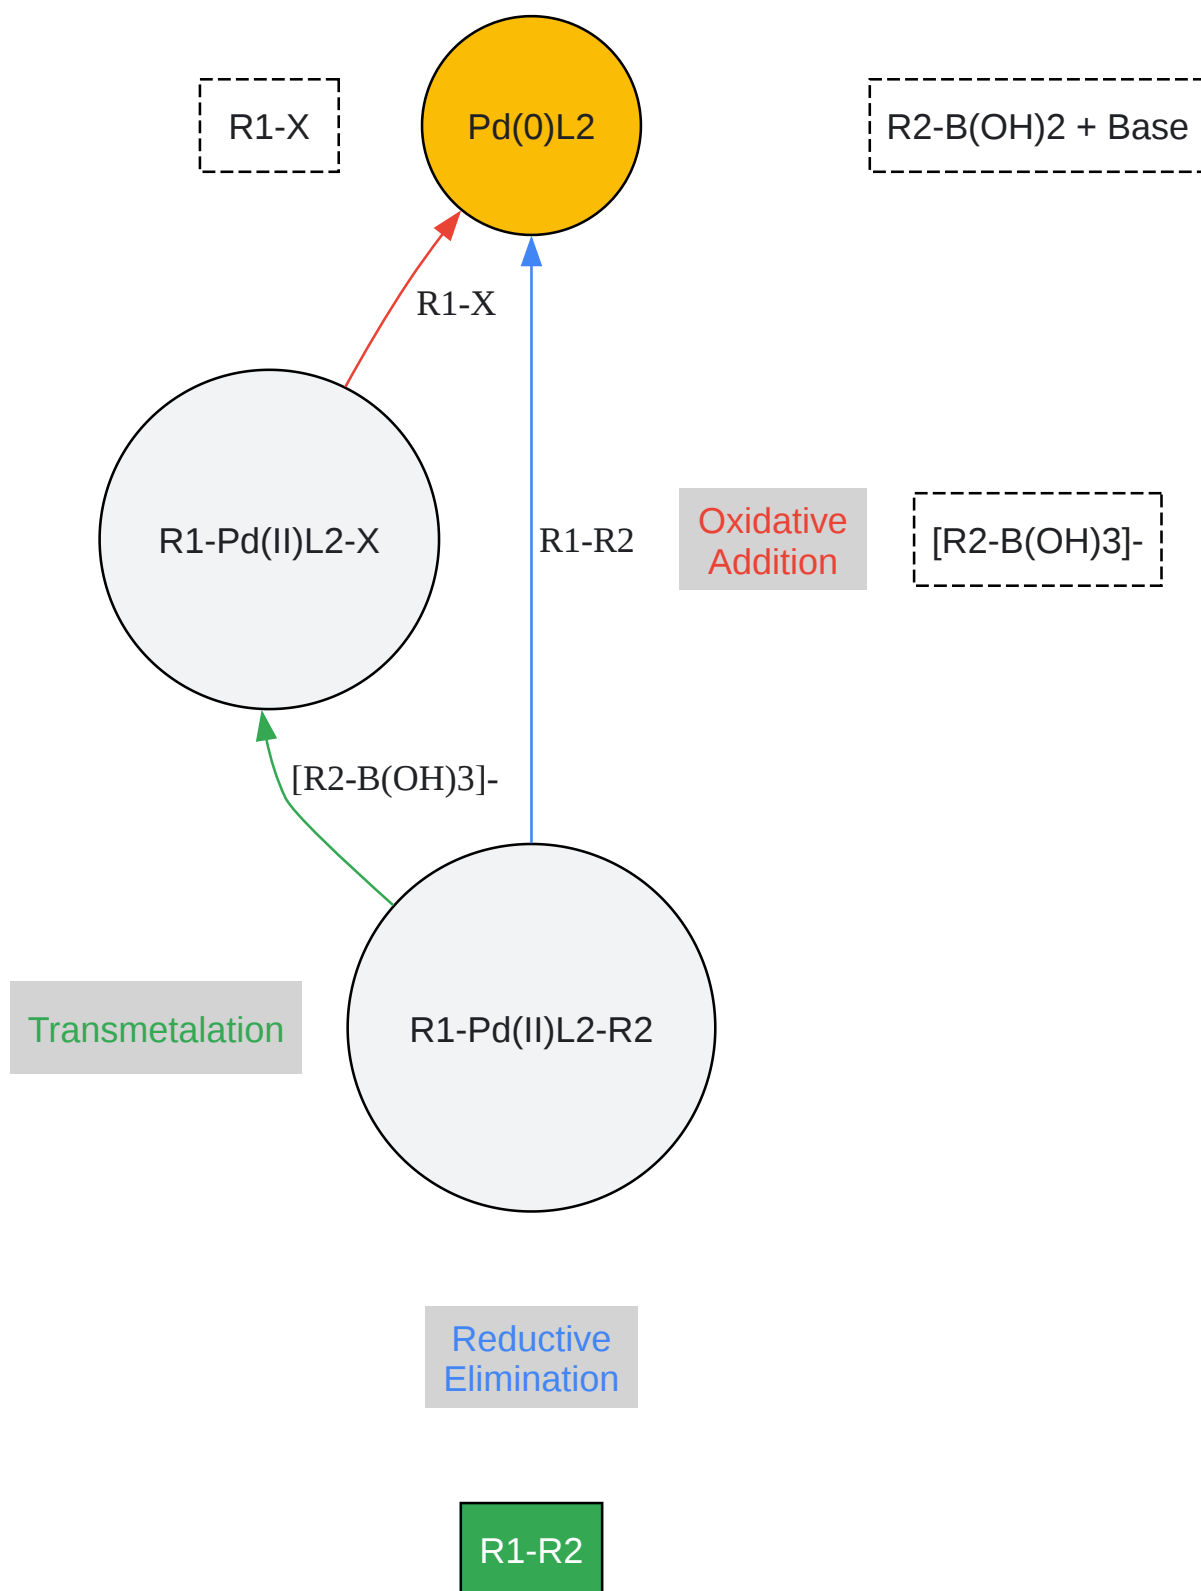 R1-X
Pd(0)L2
R2-B(OH)2 + Base
R1-X
R1-Pd(II)L2-X
R1-R2
Oxidative
Addition
[R2-B(OH)3]-
[R2-B(OH)3]-
Transmetalation
R1-Pd(II)L2-R2
Reductive
Elimination
R1-R2